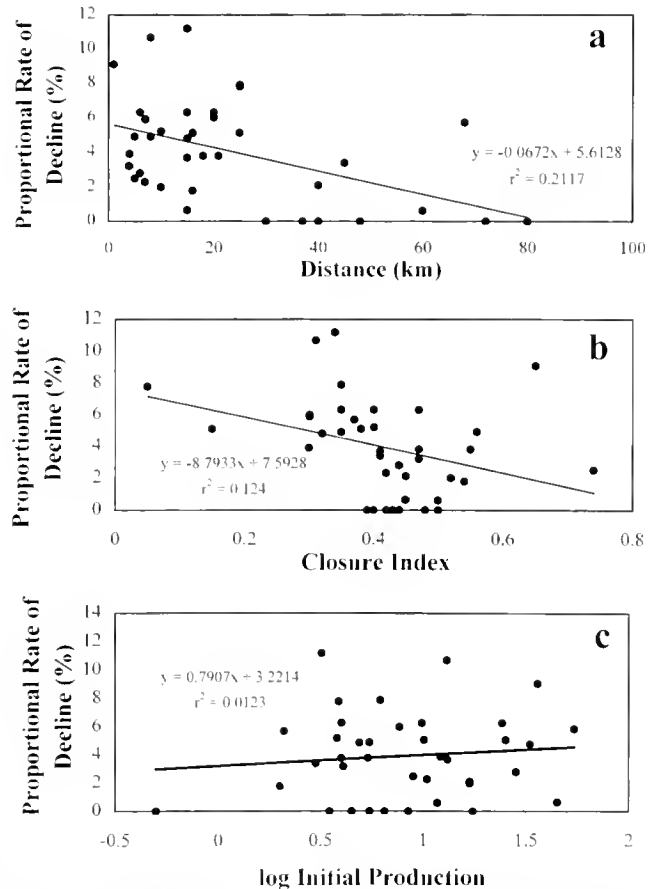 a
Proportional Rate of
Decline (%)
12
10
8
6
4
2
0
y = -0.0672x + 5.6128
r² = 0.2117
0 20 40 60 80 100
Distance (km)
b
Proportional Rate of
Decline (%)
12
10
8
6
4
2
0
y = -8.7933x + 7.5928
r² = 0.124
0 0.2 0.4 0.6 0.8
Closure Index
c
Proportional Rate of
Decline (%)
14
12
10
8
6
4
2
0
y = 0.7907x + 3.2214
r² = 0.0123
-0.5 0 0.5 1 1.5 2
log Initial Production